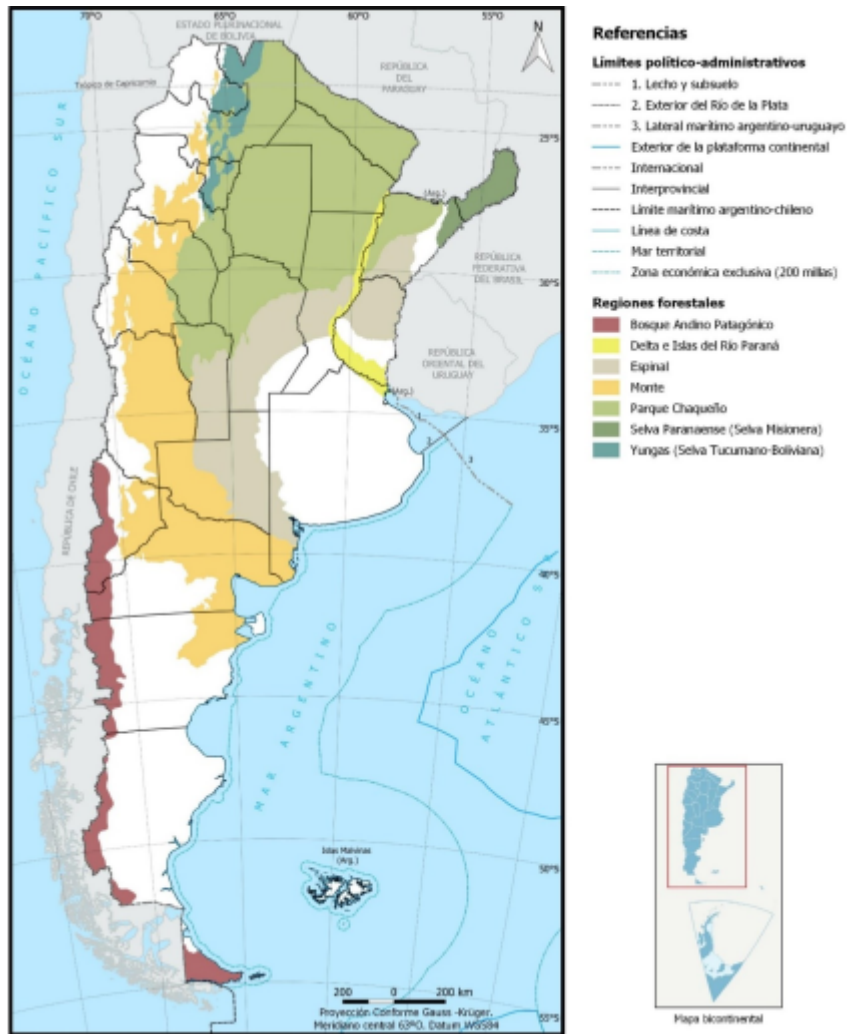 70°O
65°O
60°O
55°O
ESTADO PLURINACIONAL
DE BOLIVIA
N
REPÚBLICA
DEL
PARAGUAY
Trópico de Capricornio
25°S
(Arg.)
REPÚBLICA
FEDERATIVA
DEL BRASIL
30°S
REPÚBLICA
ORIENTAL DEL
URUGUAY
(Arg.)
1
2
3
35°S
OCÉANO PACÍFICO SUR
REPÚBLICA DE CHILE
40°S
MAR ARGENTINO
OCÉANO
ATLÁNTICO
45°S
50°S
Islas Malvinas
(Arg.)
55°S
200 0 200 km
Proyección Conforme Gauss -Krüger.
Meridiano central 63°O. Datum WGS84
Referencias
Límites político-administrativos
1. Lecho y subsuelo
2. Exterior del Río de la Plata
3. Lateral marítimo argentino-uruguayo
Exterior de la plataforma continental
Internacional
Interprovincial
Límite marítimo argentino-chileno
Línea de costa
Mar territorial
Zona económica exclusiva (200 millas)
Regiones forestales
Bosque Andino Patagónico
Delta e Islas del Río Paraná
Espinal
Monte
Parque Chaqueño
Selva Paranaense (Selva Misionera)
Yungas (Selva Tucumano-Boliviana)
Mapa bicontinental